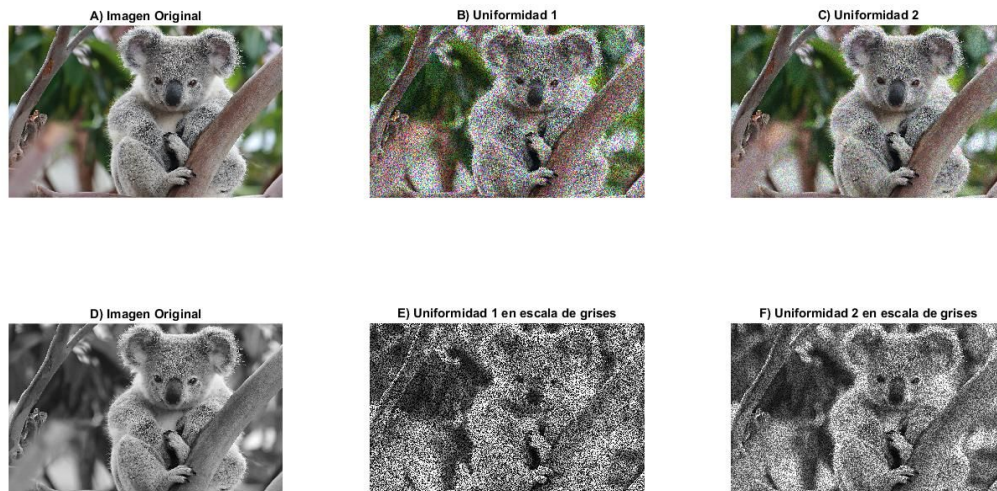 A) Imagen Original
B) Uniformidad 1
C) Uniformidad 2
D) Imagen Original
E) Uniformidad 1 en escala de grises
F) Uniformidad 2 en escala de grises